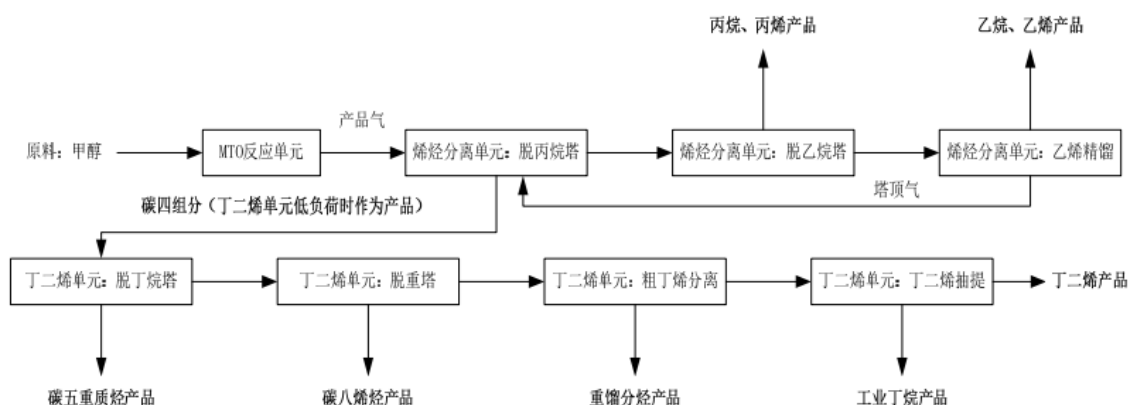 丙烷、丙烯产品
乙烷、乙烯产品
产品气
原料：甲醇
MTO反应单元
烯烃分离单元：脱丙烷塔
烯烃分离单元：脱乙烷塔
烯烃分离单元：乙烯精馏
塔顶气
碳四组分（丁二烯单元低负荷时作为产品）
丁二烯单元：脱丁烷塔
丁二烯单元：脱重塔
丁二烯单元：粗丁烯分离
丁二烯单元：丁二烯抽提
丁二烯产品
碳五重质烃产品
碳八烯烃产品
重馏分烃产品
工业丁烷产品